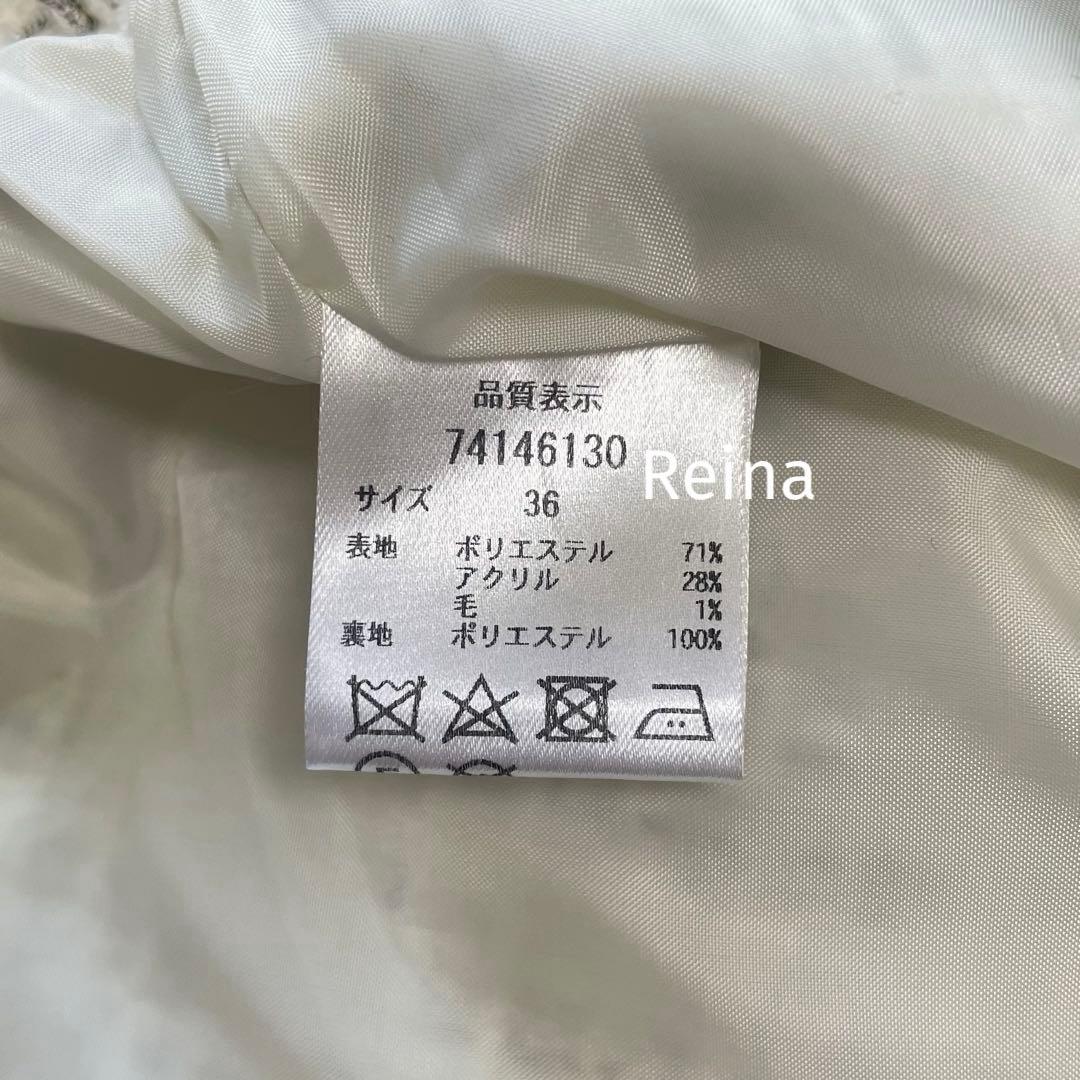 品質表示
74146130
Reina
サイズ 36
表地 ポリエステル 71%
アクリル 28%
毛 1%
裏地 ポリエステル 100%